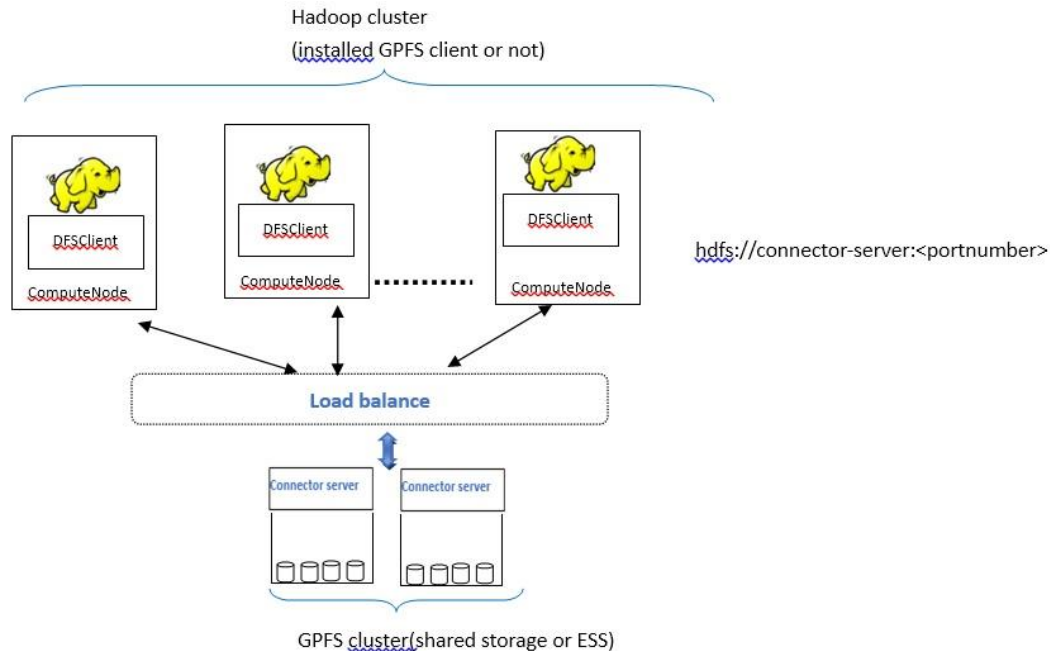 Hadoop cluster
(installed GPFS client or not)
DFSClient
ComputeNode
DFSClient
ComputeNode
DFSClient
ComputeNode
hdfs://connector-server:<portnumber>
Load balance
Connector server
Connector server
GPFS cluster(shared storage or ESS)